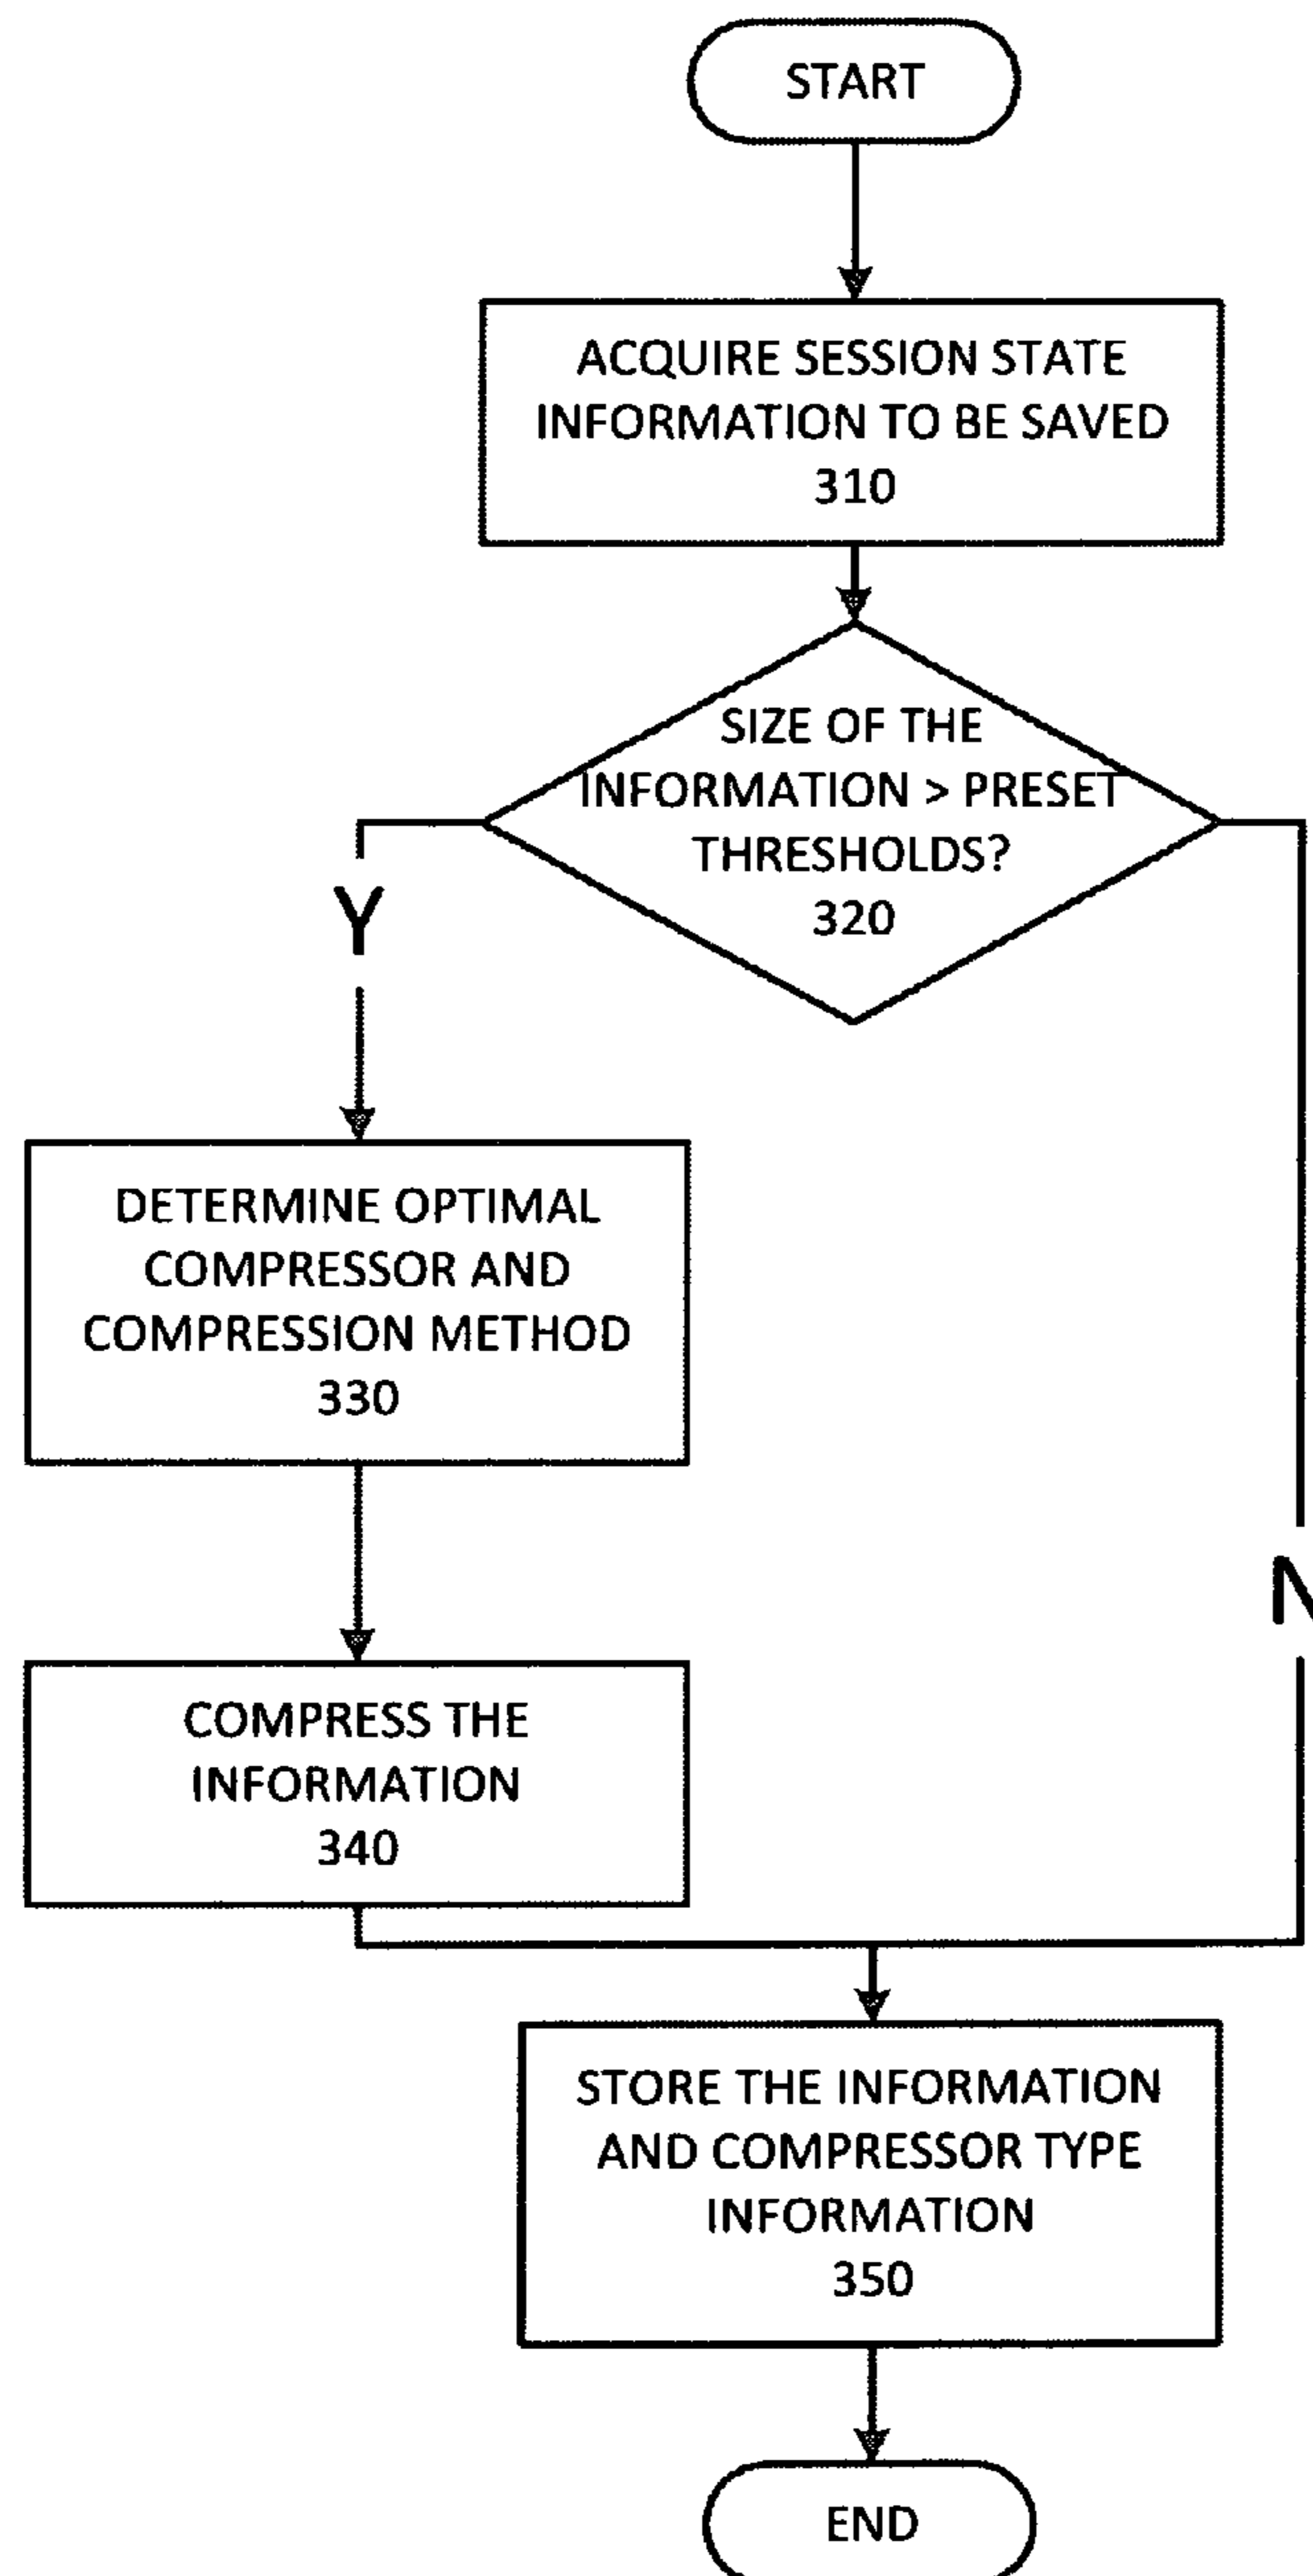 START
ACQUIRE SESSION STATE
INFORMATION TO BE SAVED
310
SIZE OF THE
INFORMATION > PRESET
THRESHOLDS?
320
Y
DETERMINE OPTIMAL
COMPRESSOR AND
COMPRESSION METHOD
330
N
COMPRESS THE
INFORMATION
340
STORE THE INFORMATION
AND COMPRESSOR TYPE
INFORMATION
350
END